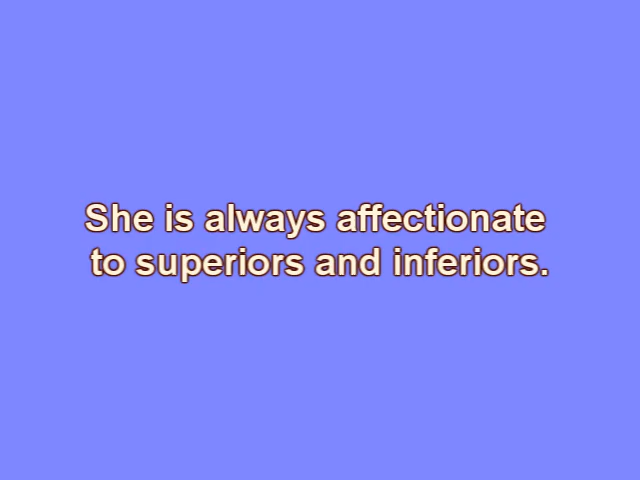 She is always affectionate
to superiors and inferiors.